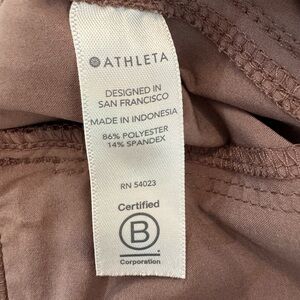 ATHLETA
DESIGNED IN
SAN FRANCISCO
MADE IN INDONESIA
86% POLYESTER
14% SPANDEX
RN 54023
Certified
B
Corporation